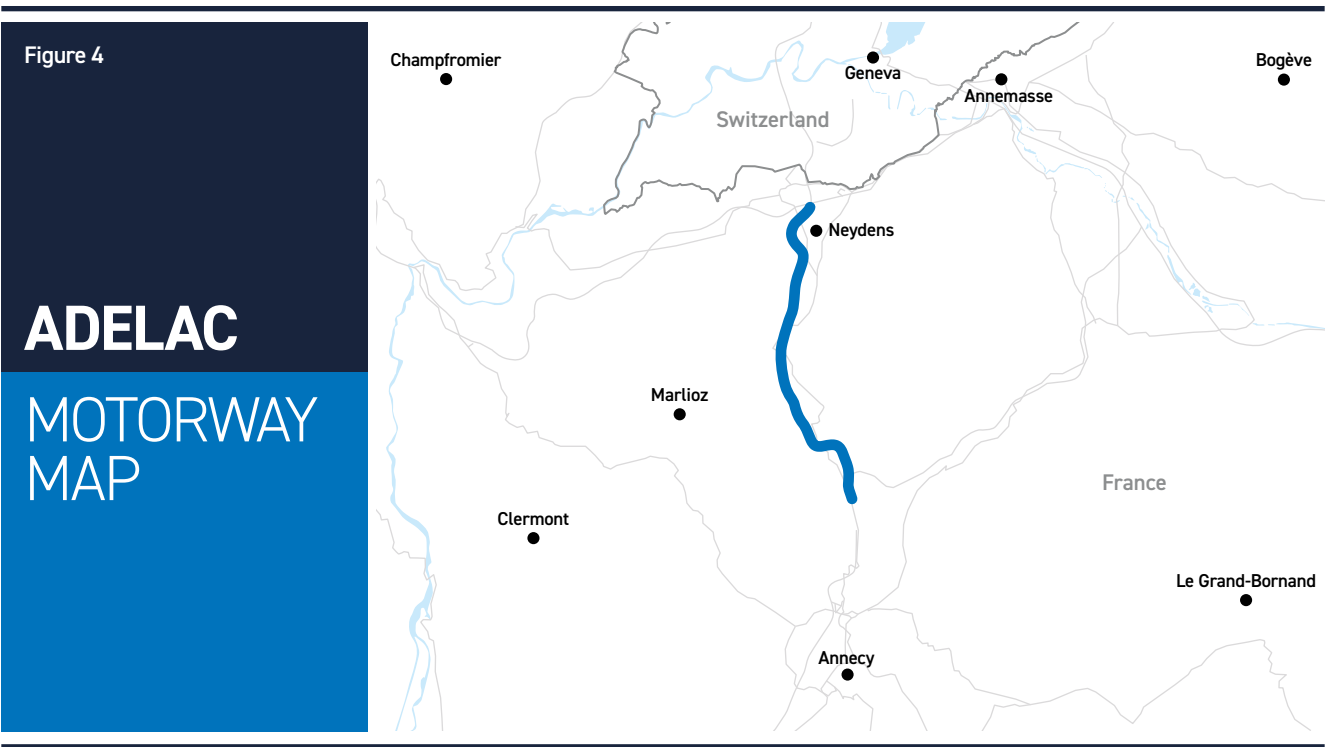 Figure 4
ADELAC
MOTORWAY
MAP
Champfromier
Geneva
Annemasse
Bogève
Switzerland
Neydens
Marlioz
France
Clermont
Le Grand-Bornand
Annecy